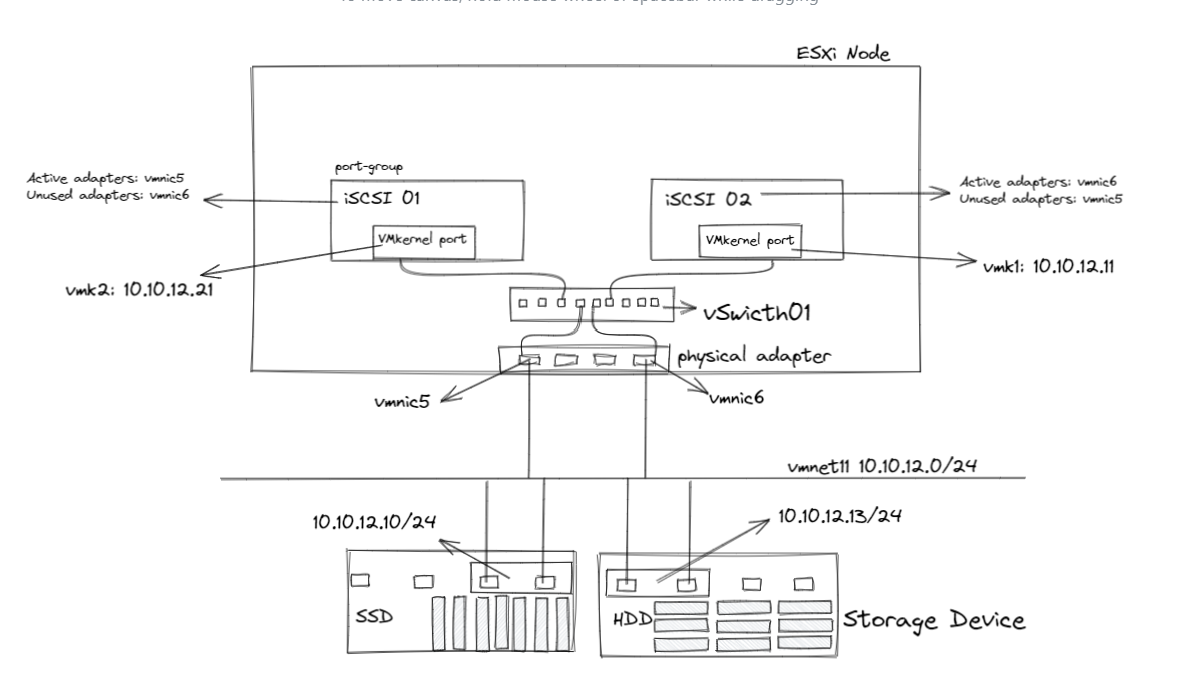 To move canvas, hold mouse wheel or spacebar while dragging
ESXi Node
port-group
Active adapters: vmnic5
Unused adapters: vmnic6
iSCSI 01
iSCSI 02
Active adapters: vmnic6
Unused adapters: vmnic5
VMkernel port
VMkernel port
vmk2: 10.10.12.21
vmk1: 10.10.12.11
vSwicth01
physical adapter
vmnic5
vmnic6
vmnet11 10.10.12.0/24
10.10.12.10/24
10.10.12.13/24
SSD
HDD
Storage Device